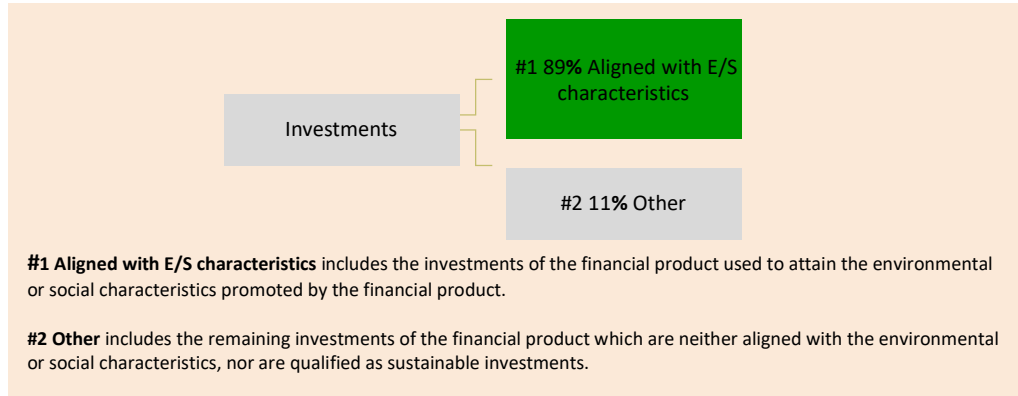 #1 89% Aligned with E/S
characteristics
Investments
#2 11% Other
#1 Aligned with E/S characteristics includes the investments of the financial product used to attain the environmental
or social characteristics promoted by the financial product.
#2 Other includes the remaining investments of the financial product which are neither aligned with the environmental
or social characteristics, nor are qualified as sustainable investments.